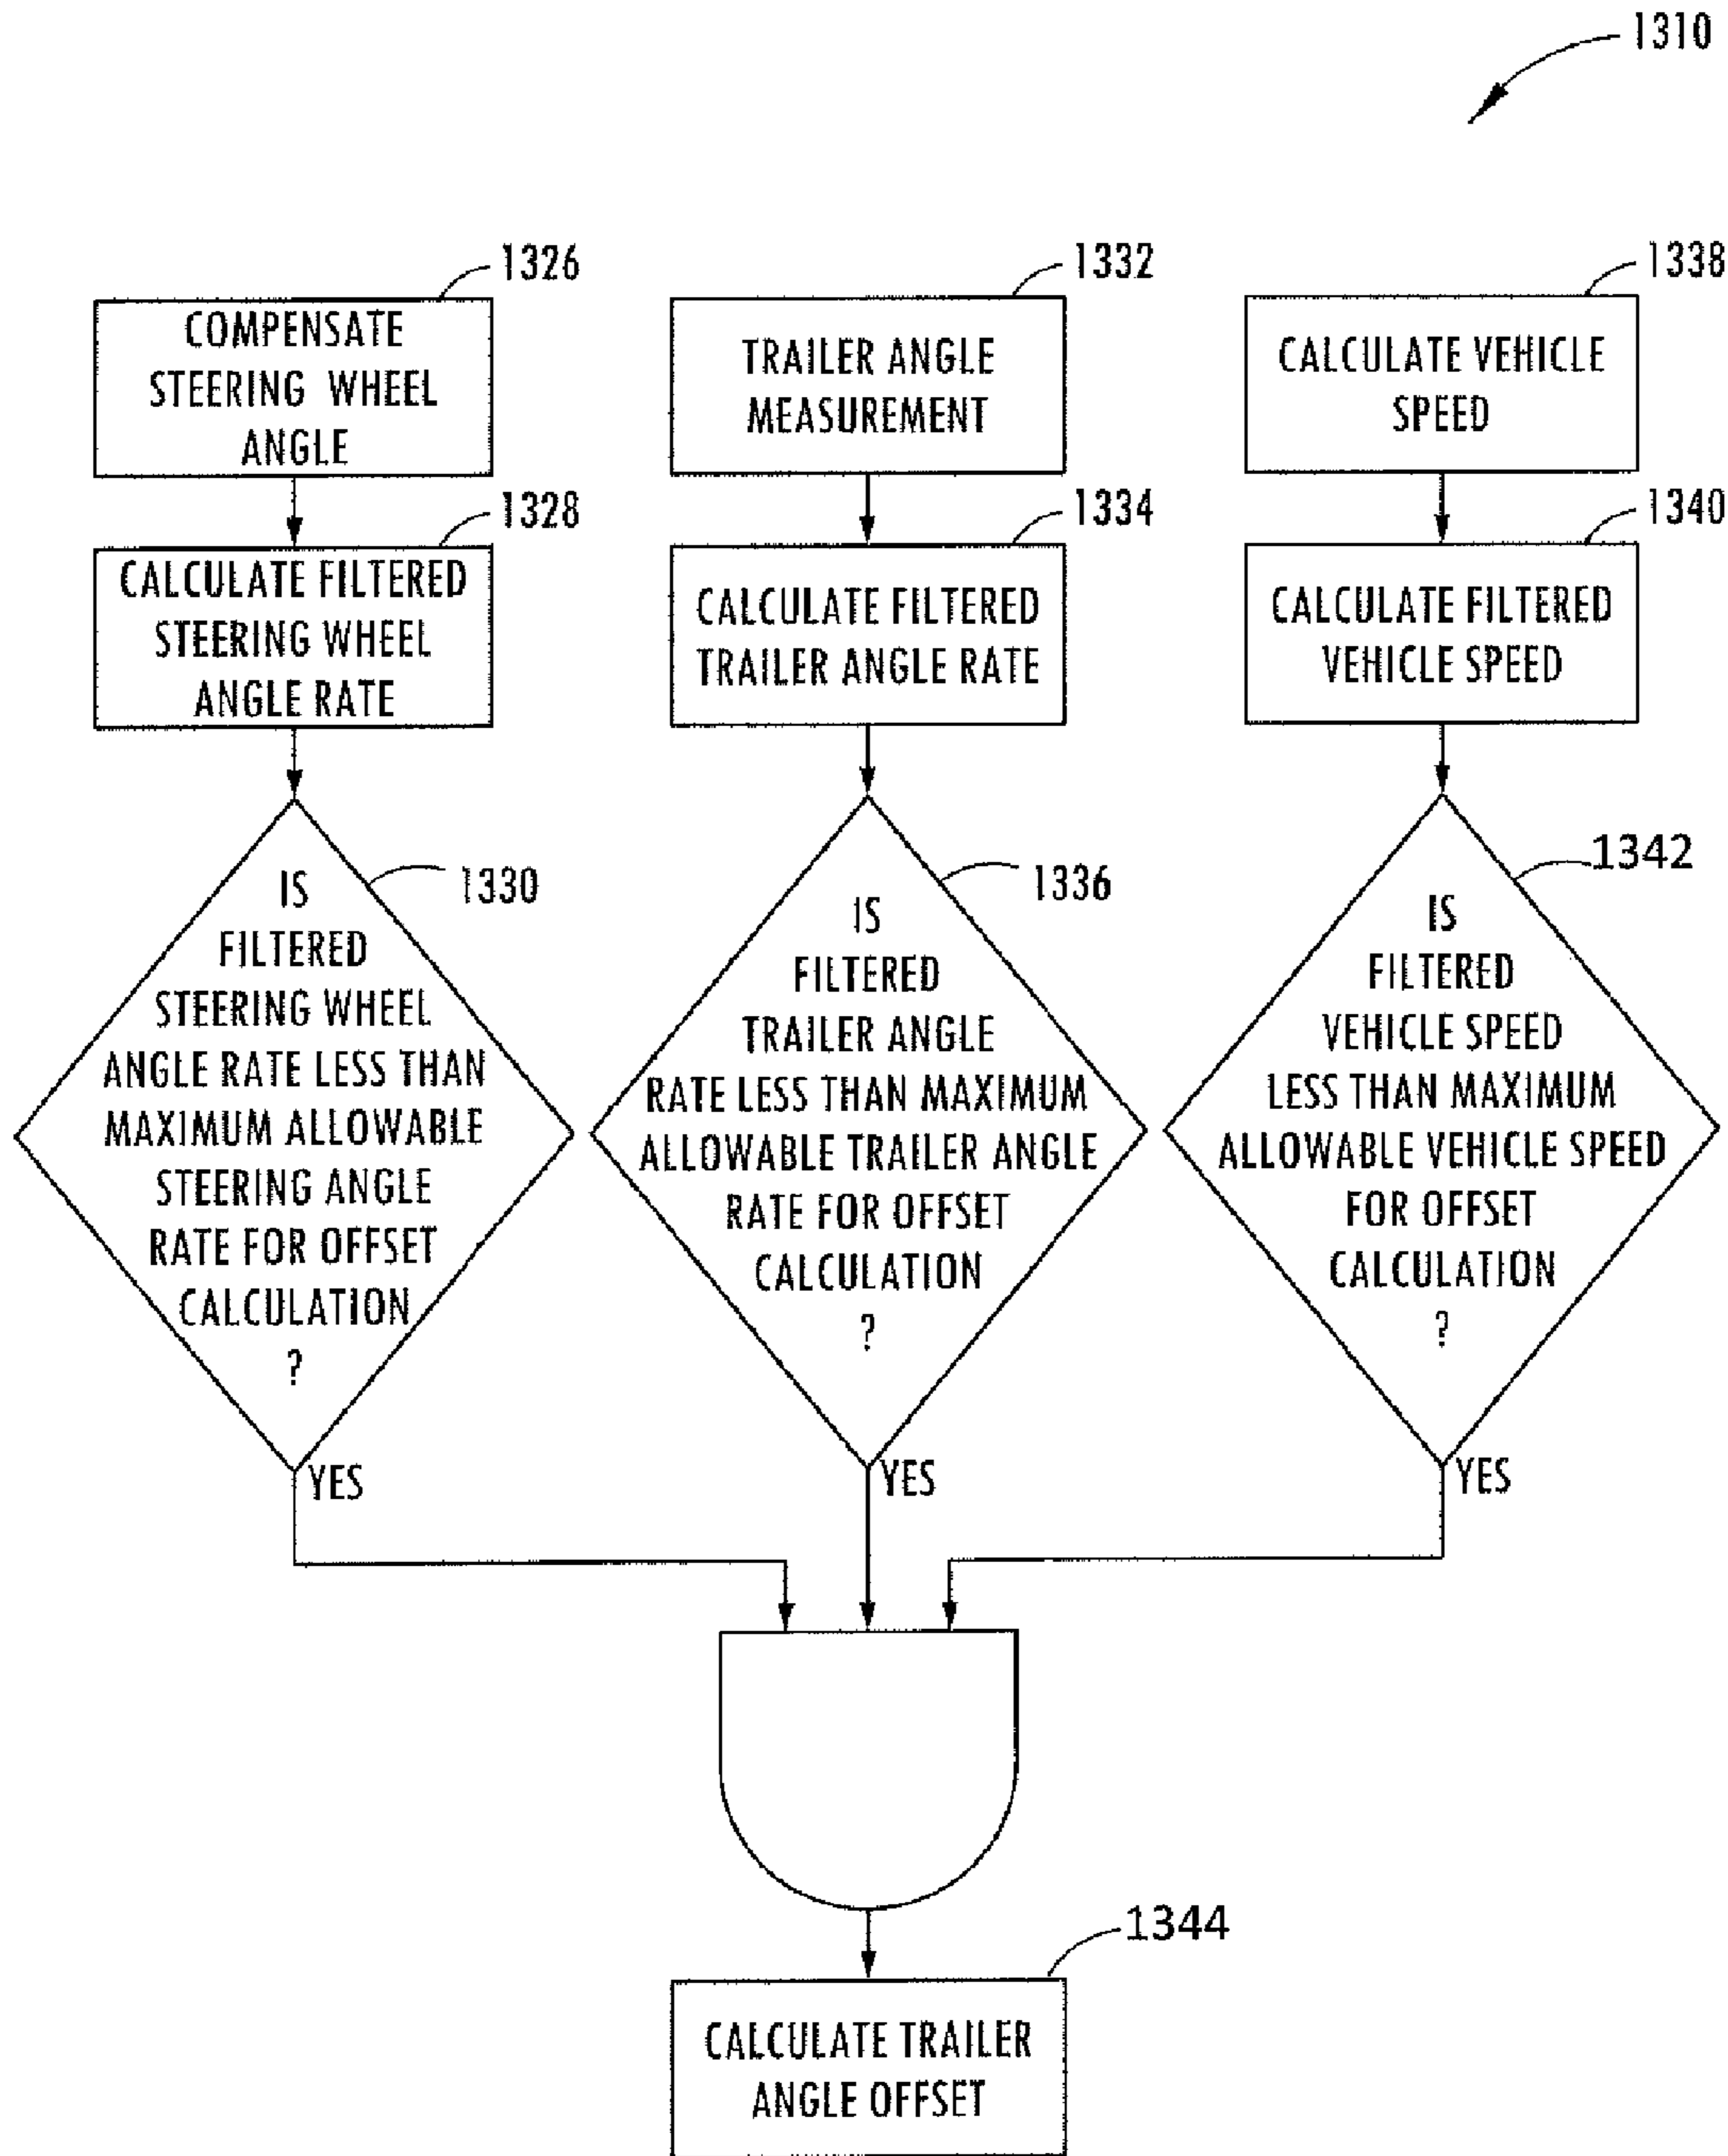 1310
1326
COMPENSATE
STEERING WHEEL
ANGLE
1332
TRAILER ANGLE
MEASUREMENT
1338
CALCULATE VEHICLE
SPEED
1328
CALCULATE FILTERED
STEERING WHEEL
ANGLE RATE
1334
CALCULATE FILTERED
TRAILER ANGLE RATE
1340
CALCULATE FILTERED
VEHICLE SPEED
1330
IS
FILTERED
STEERING WHEEL
ANGLE RATE LESS THAN
MAXIMUM ALLOWABLE
STEERING ANGLE
RATE FOR OFFSET
CALCULATION
?
YES
1336
IS
FILTERED
TRAILER ANGLE
RATE LESS THAN MAXIMUM
ALLOWABLE TRAILER ANGLE
RATE FOR OFFSET
CALCULATION
?
YES
1342
IS
FILTERED
VEHICLE SPEED
LESS THAN MAXIMUM
ALLOWABLE VEHICLE SPEED
FOR OFFSET
CALCULATION
?
YES
1344
CALCULATE TRAILER
ANGLE OFFSET